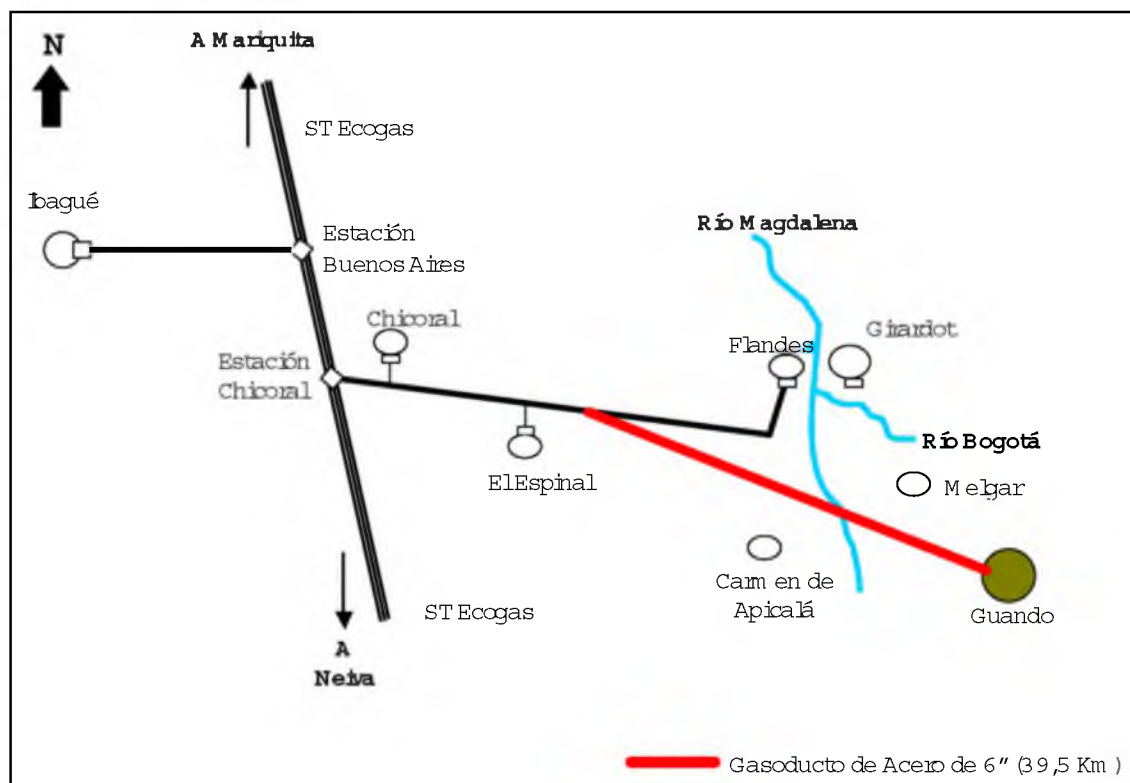 N
A Mariquita
ST Ecogas
Ibagué
Estación
Buenos Aires
Río Magdalena
Chicoral
Girardot
Flandes
Estación
Chicoral
Río Bogotá
El Espinal
Melgar
Carmen de
Apicalá
Guando
ST Ecogas
A
Neiva
Gasoducto de Acero de 6" (39,5 Km)